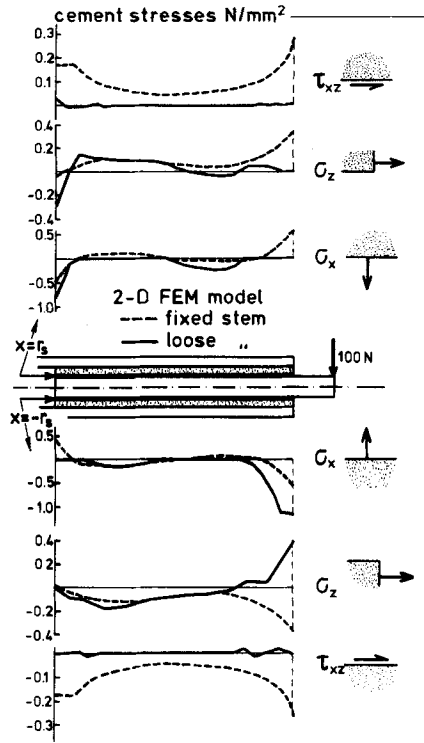 cement stresses N/mm²
0.3
0.2
0.1
τxz
0.4
0.2
-0.2
-0.4
σz
0.5
-0.5
-1.0
σx
2-D FEM model
--- fixed stem
— loose „
x=rs
100 N
x=-rs
0.5
-0.5
-1.0
σx
0.4
0.2
-0.2
-0.4
σz
-0.1
-0.2
-0.3
τxz